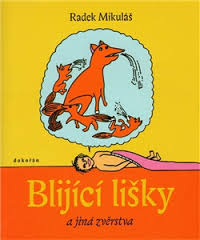 Radek Mikuláš
dokořán
Blijící lišky
a jiná zvěrstva